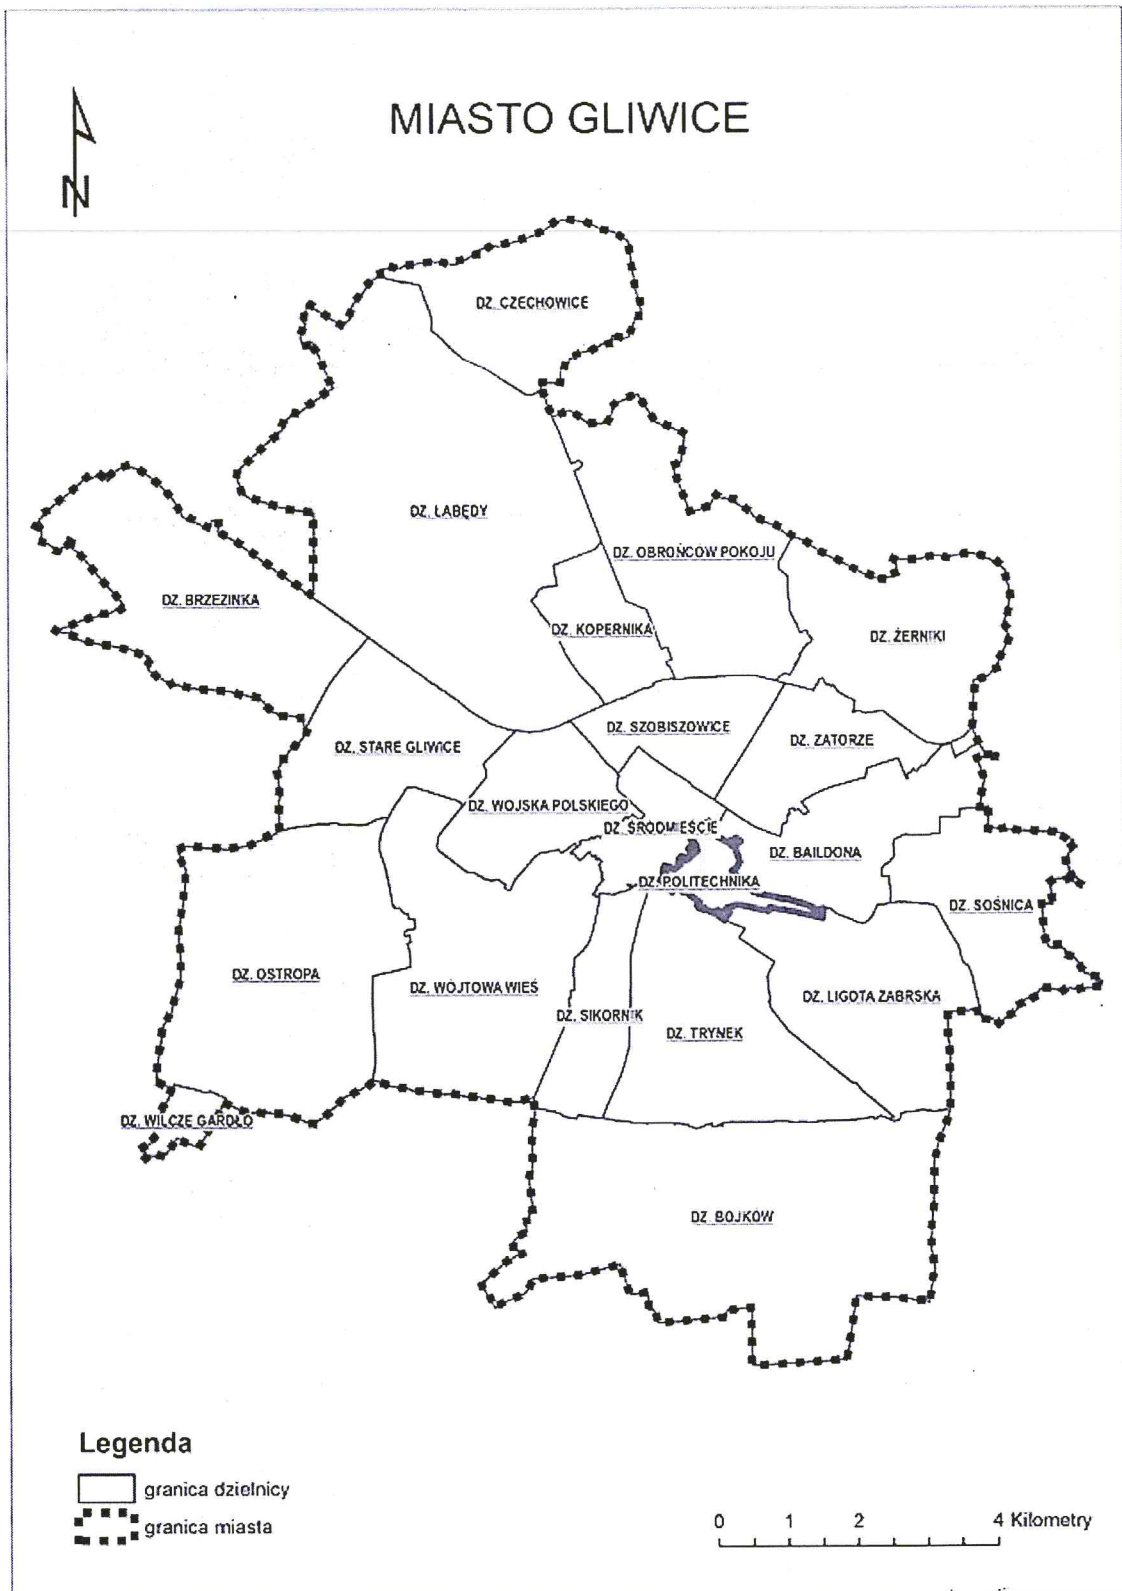 MIASTO GLIWICE
N
DZ. CZECHOWICE
DZ. ŁABĘDY
DZ. OBROŃCÓW POKOJU
DZ. BRZEZINKA
DZ. KOPERNIKA
DZ. ŻERNIKI
DZ. SZOBISZOWICE
DZ. ZATORZE
DZ. STARE GLIWICE
DZ. WOJSKA POLSKIEGO
DZ. ŚRÓDMIEŚCIE
DZ. BAILDONA
DZ. POLITECHNIKA
DZ. SOŚNICA
DZ. OSTROPA
DZ. WÓJTOWA WIEŚ
DZ. LIGOTA ZABRSKA
DZ. SIKORNIK
DZ. TRYNEK
DZ. WILCZE GARDŁO
DZ. BOJKÓW
Legenda
granica dzielnicy
granica miasta
0 1 2 4 Kilometry